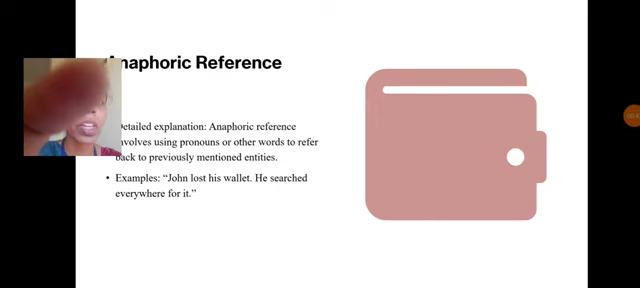 Anaphoric Reference
Detailed explanation: Anaphoric reference
involves using pronouns or other words to refer
back to previously mentioned entities.
• Examples: “John lost his wallet. He searched
everywhere for it.”